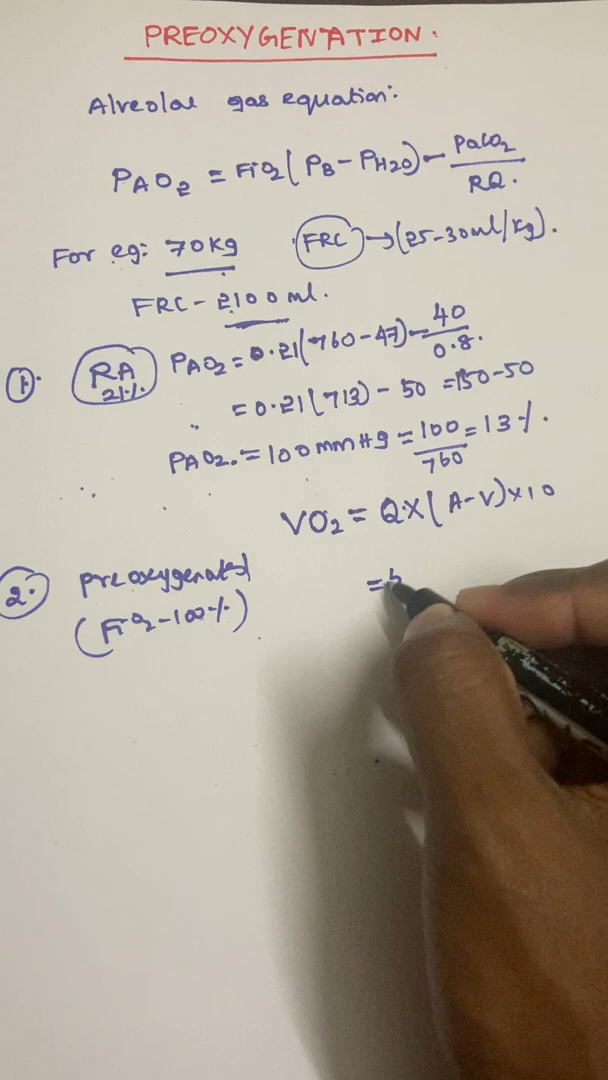 PREOXYGENATION.
Alveolar gas equation:
PAO2 = FiO2 (PB - PH2O) - PaCO2/RQ.
For eg: 70kg FRC → (25-30ml/kg).
FRC - 2100 ml.
1. RA 21% PAO2 = 0.21(760-47) - 40/0.8.
= 0.21(713) - 50 = 150-50
PAO2. = 100mmHg = 100/760 = 13%.
VO2 = Q × (A-V) × 10
2. preoxygenated
(FiO2-100%)
=